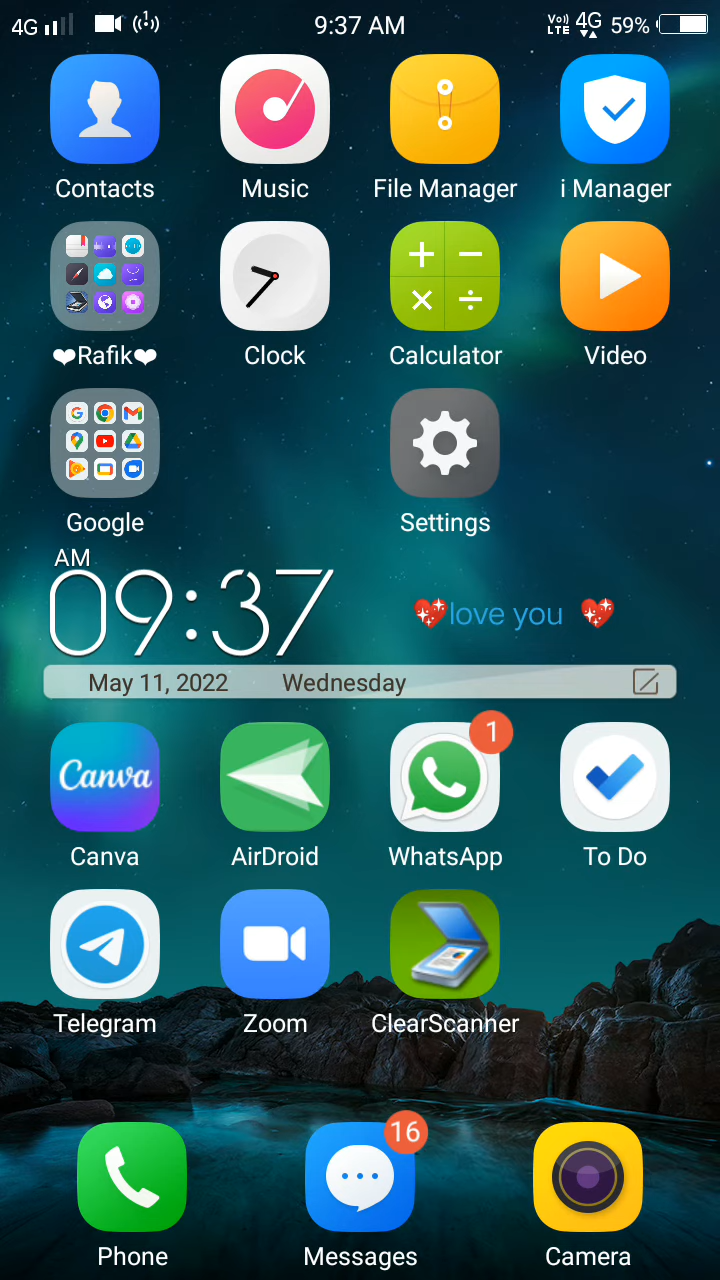 4G 9:37 AM Vo)) LTE 4G 59%
Contacts Music File Manager i Manager
❤Rafik❤ Clock Calculator Video
Google Settings
AM
09:37
💖love you 💖
May 11, 2022 Wednesday
Canva
1
Canva AirDroid WhatsApp To Do
Telegram Zoom ClearScanner
16
Phone Messages Camera